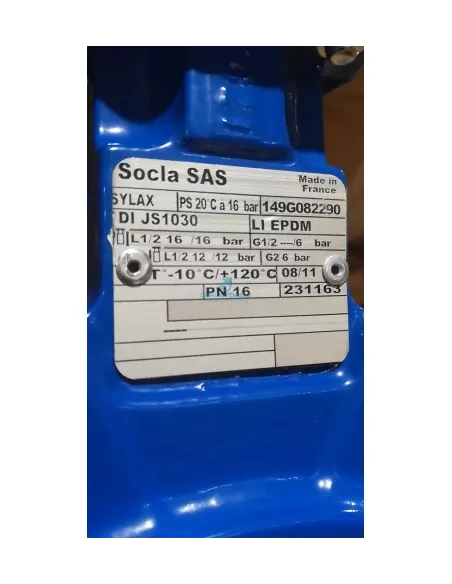 Socla SAS
Made in France
SYLAX PS 20°C a 16 bar 149G082290
DI JS1030 LI EPDM
L1/2 16 /16 bar G1/2 ----/6 bar
L1/2 12 /12 bar G2 6 bar
T° -10°C/+120°C 08/11
PN 16 231163